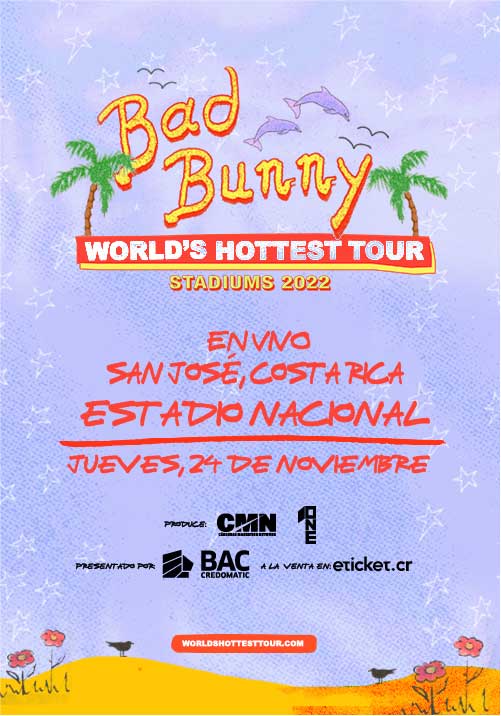 Bad
Bunny
WORLD'S HOTTEST TOUR
STADIUMS 2022
EN VIVO
SAN JOSÉ, COSTA RICA
ESTADIO NACIONAL
JUEVES, 24 DE NOVIEMBRE
PRODUCE: CMN 1ONE
PRESENTADO POR: BAC CREDOMATIC A LA VENTA EN: eticket.cr
WORLDSHOTTESTTOUR.COM